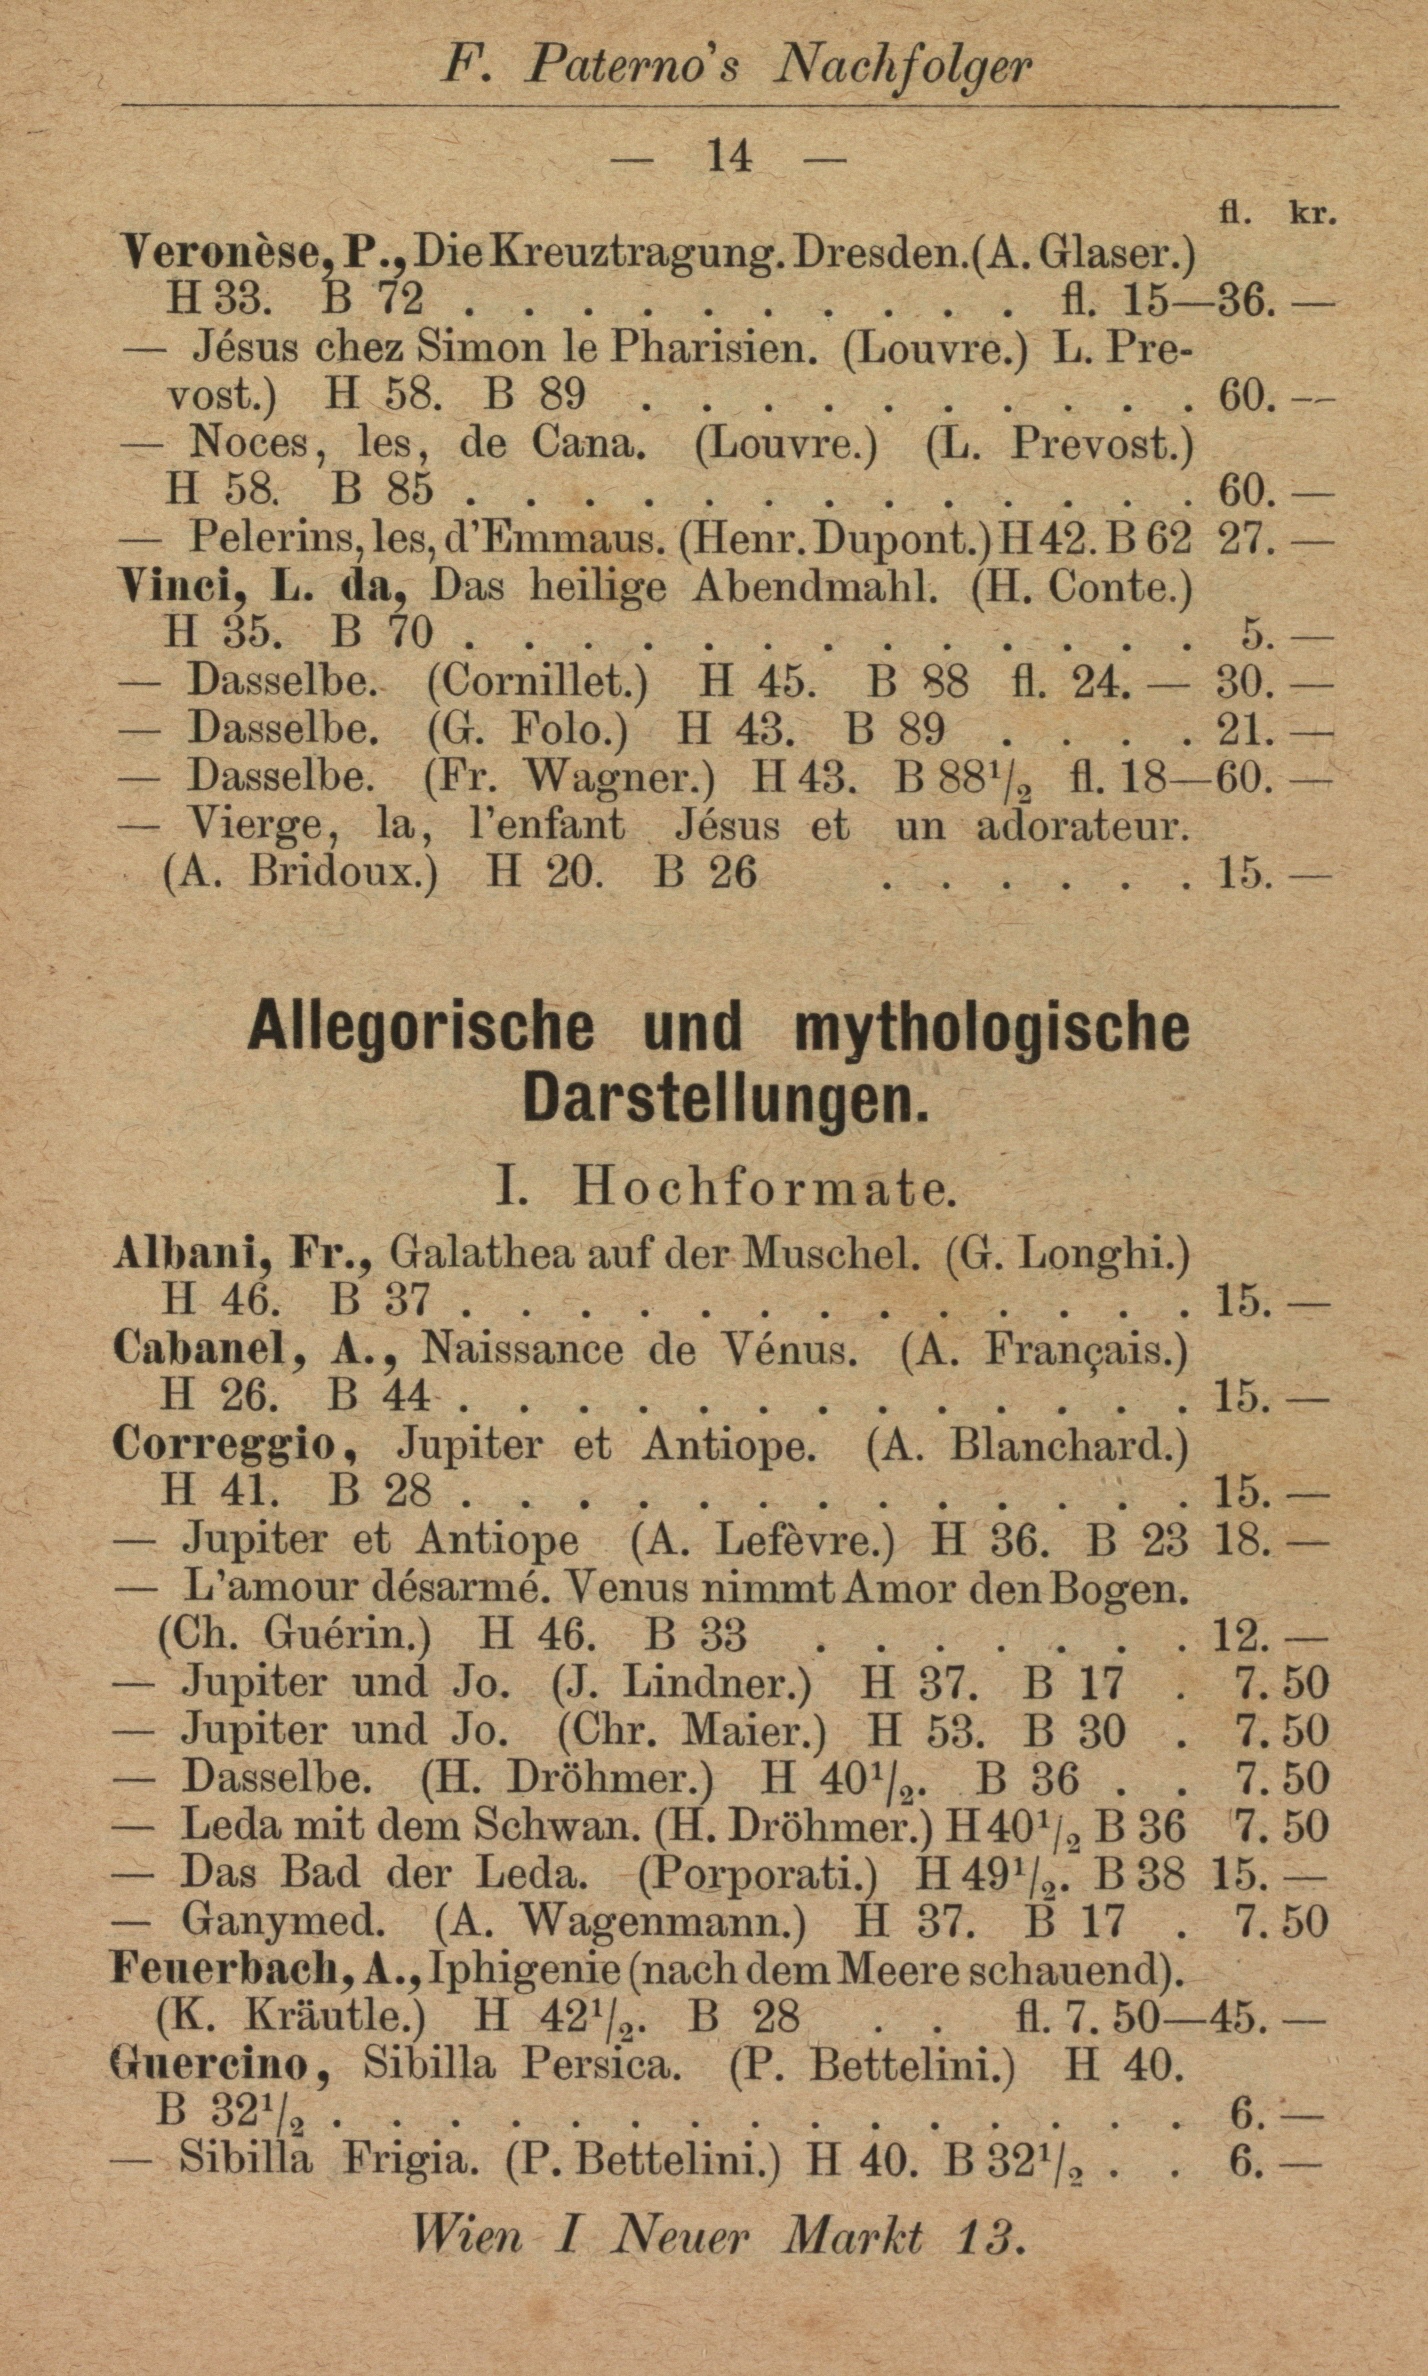 F. Paterno's Nachfolger
— 14 —
fl. kr.
Veronèse, P., Die Kreuztragung. Dresden. (A. Glaser.)
H 33. B 72 . . . . . . . . . . fl. 15—36. —
— Jésus chez Simon le Pharisien. (Louvre.) L. Pre-
vost.) H 58. B 89 . . . . . . . . . . 60. —
— Noces, les, de Cana. (Louvre.) (L. Prevost.)
H 58. B 85 . . . . . . . . . . . . . 60. —
— Pelerins, les, d'Emmaus. (Henr. Dupont.) H 42. B 62 27. —
Vinci, L. da, Das heilige Abendmahl. (H. Conte.)
H 35. B 70 . . . . . . . . . . . . . 5. —
— Dasselbe. (Cornillet.) H 45. B 88 fl. 24. — 30. —
— Dasselbe. (G. Folo.) H 43. B 89 . . . . 21. —
— Dasselbe. (Fr. Wagner.) H 43. B 88½ fl. 18—60. —
— Vierge, la, l'enfant Jésus et un adorateur.
(A. Bridoux.) H 20. B 26 . . . . . . 15. —
Allegorische und mythologische
Darstellungen.
I. Hochformate.
Albani, Fr., Galathea auf der Muschel. (G. Longhi.)
H 46. B 37 . . . . . . . . . . . . . 15. —
Cabanel, A., Naissance de Vénus. (A. Français.)
H 26. B 44 . . . . . . . . . . . . . 15. —
Correggio, Jupiter et Antiope. (A. Blanchard.)
H 41. B 28 . . . . . . . . . . . . . 15. —
— Jupiter et Antiope (A. Lefèvre.) H 36. B 23 18. —
— L'amour désarmé. Venus nimmt Amor den Bogen.
(Ch. Guérin.) H 46. B 33 . . . . . . . 12. —
— Jupiter und Jo. (J. Lindner.) H 37. B 17 . 7. 50
— Jupiter und Jo. (Chr. Maier.) H 53. B 30 . 7. 50
— Dasselbe. (H. Dröhmer.) H 40½. B 36 . . 7. 50
— Leda mit dem Schwan. (H. Dröhmer.) H 40½ B 36 7. 50
— Das Bad der Leda. (Porporati.) H 49½. B 38 15. —
— Ganymed. (A. Wagenmann.) H 37. B 17 . 7. 50
Feuerbach, A., Iphigenie (nach dem Meere schauend).
(K. Kräutle.) H 42½. B 28 . . fl. 7. 50—45. —
Guercino, Sibilla Persica. (P. Bettelini.) H 40.
B 32½ . . . . . . . . . . . . . . . 6. —
— Sibilla Frigia. (P. Bettelini.) H 40. B 32½ . . 6. —
Wien I Neuer Markt 13.